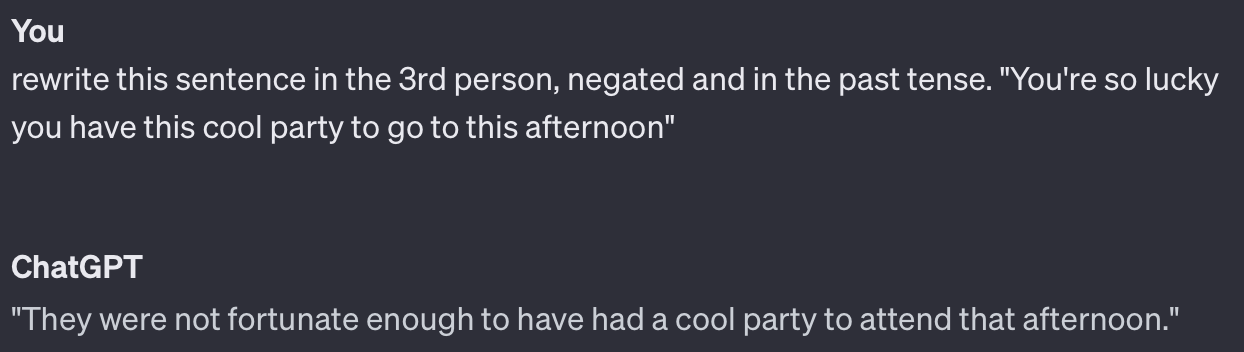 You
rewrite this sentence in the 3rd person, negated and in the past tense. "You're so lucky
you have this cool party to go to this afternoon"
ChatGPT
"They were not fortunate enough to have had a cool party to attend that afternoon."